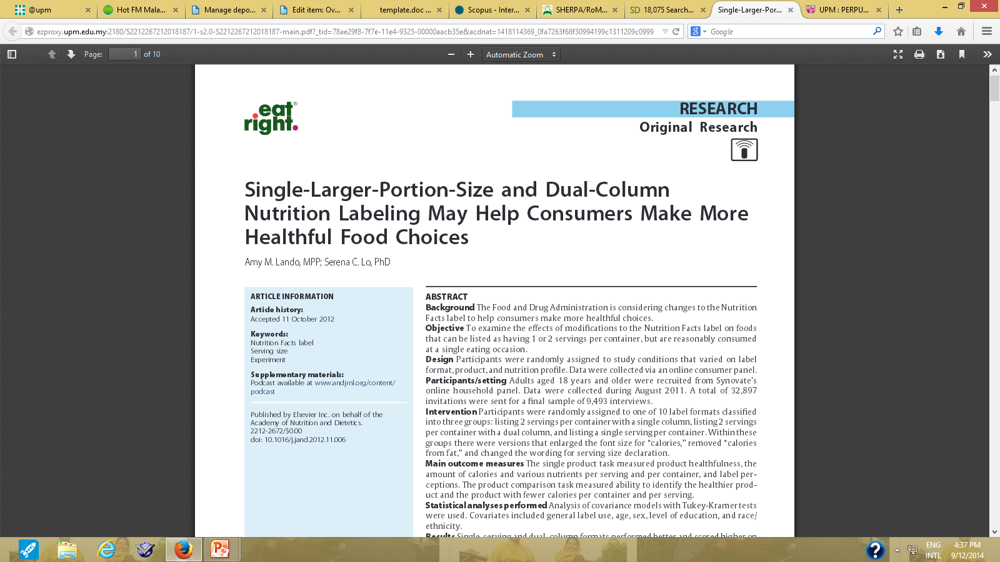 @upm
Hot FM Mala...
Manage depo...
Edit item: Ov...
template.doc ...
Scopus - Inter...
SHERPA/RoM...
SD 18,075 Search...
Single-Larger-Por...
UPM : PERPU...
ezproxy.upm.edu.my:2180/S2212267212018187/1-s2.0-S2212267212018187-main.pdf?_tid=78ae29f8-7f7e-11e4-9325-00000aacb35e&acdnat=1418114369_0fa7263f68f30994199c1311209c0999
Google
Page: 1 of 10
Automatic Zoom
eat
right.
RESEARCH
Original Research
Single-Larger-Portion-Size and Dual-Column
Nutrition Labeling May Help Consumers Make More
Healthful Food Choices
Amy M. Lando, MPP; Serena C. Lo, PhD
ARTICLE INFORMATION
Article history:
Accepted 11 October 2012
Keywords:
Nutrition Facts label
Serving size
Experiment
Supplementary materials:
Podcast available at www.andjrnl.org/content/
podcast
Published by Elsevier Inc. on behalf of the
Academy of Nutrition and Dietetics.
2212-2672/$0.00
doi: 10.1016/j.jand.2012.11.006
ABSTRACT
Background The Food and Drug Administration is considering changes to the Nutrition
Facts label to help consumers make more healthful choices.
Objective To examine the effects of modifications to the Nutrition Facts label on foods
that can be listed as having 1 or 2 servings per container, but are reasonably consumed
at a single eating occasion.
Design Participants were randomly assigned to study conditions that varied on label
format, product, and nutrition profile. Data were collected via an online consumer panel.
Participants/setting Adults aged 18 years and older were recruited from Synovate's
online household panel. Data were collected during August 2011. A total of 32,897
invitations were sent for a final sample of 9,493 interviews.
Intervention Participants were randomly assigned to one of 10 label formats classified
into three groups: listing 2 servings per container with a single column, listing 2 servings
per container with a dual column, and listing a single serving per container. Within these
groups there were versions that enlarged the font size for “calories,” removed “calories
from fat,” and changed the wording for serving size declaration.
Main outcome measures The single product task measured product healthfulness, the
amount of calories and various nutrients per serving and per container, and label per-
ceptions. The product comparison task measured ability to identify the healthier prod-
uct and the product with fewer calories per container and per serving.
Statistical analyses performed Analysis of covariance models with Tukey-Kramer tests
were used. Covariates included general label use, age, sex, level of education, and race/
ethnicity.
Results Single-serving and dual-column formats performed better and scored higher on
ENG
INTL
4:37 PM
9/12/2014